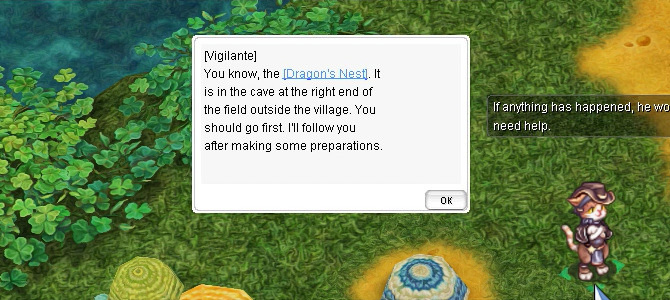 [Vigilante]
You know, the [Dragon's Nest]. It
is in the cave at the right end of
the field outside the village. You
should go first. I'll follow you
after making some preparations.
OK
If anything has happened, he wo
need help.